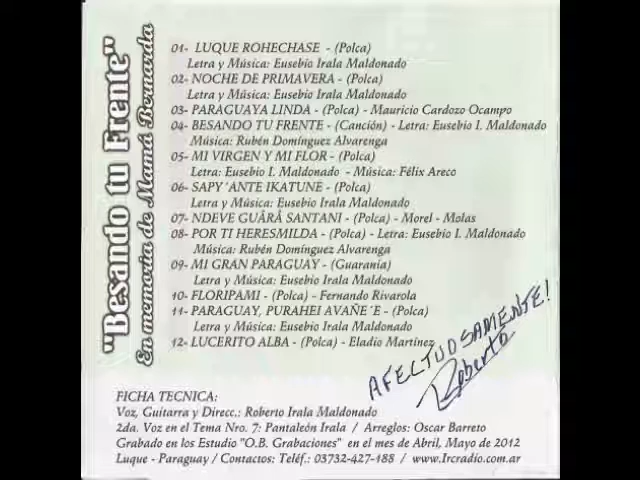 "Besando tu Frente"
En memoria de Mamá Bernarda
01- LUQUE ROHECHASE - (Polca)
Letra y Música: Eusebio Irala Maldonado
02- NOCHE DE PRIMAVERA - (Polca)
Letra y Música: Eusebio Irala Maldonado
03- PARAGUAYA LINDA - (Polca) - Mauricio Cardozo Ocampo
04- BESANDO TU FRENTE - (Canción) - Letra: Eusebio I. Maldonado
Música: Rubén Domínguez Alvarenga
05- MI VIRGEN Y MI FLOR - (Polca)
Letra: Eusebio I. Maldonado - Música: Félix Areco
06- SAPY´ANTE IKATUNE - (Polca)
Letra y Música: Eusebio Irala Maldonado
07- NDEVE GUÂRÂ SANTANI - (Polca) - Morel - Molas
08- POR TI HERESMILDA - (Polca) - Letra: Eusebio I. Maldonado
Música: Rubén Domínguez Alvarenga
09- MI GRAN PARAGUAY - (Guarania)
Letra y Música: Eusebio Irala Maldonado
10- FLORIPAMI - (Polca) - Fernando Rivarola
11- PARAGUAY, PURAHEI AVAÑE´E - (Polca)
Letra y Música: Eusebio Irala Maldonado
12- LUCERITO ALBA - (Polca) - Eladio Martínez
AFECTUOSAMENTE!
Roberto
FICHA TECNICA:
Voz, Guitarra y Direcc.: Roberto Irala Maldonado
2da. Voz en el Tema Nro. 7: Pantaleón Irala / Arreglos: Oscar Barreto
Grabado en los Estudio "O.B. Grabaciones" en el mes de Abril, Mayo de 2012
Luque - Paraguay / Contactos: Teléf.: 03732-427-188 / www.Ircradio.com.ar